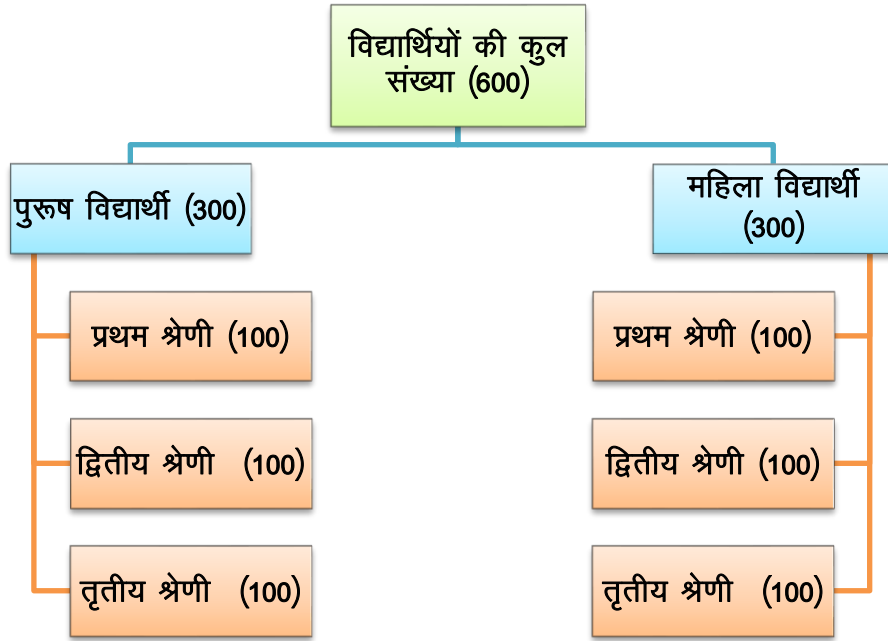 विद्यार्थियों की कुल
संख्या (600)
पुरूष विद्यार्थी (300)
महिला विद्यार्थी
(300)
प्रथम श्रेणी (100)
द्वितीय श्रेणी (100)
तृतीय श्रेणी (100)
प्रथम श्रेणी (100)
द्वितीय श्रेणी (100)
तृतीय श्रेणी (100)